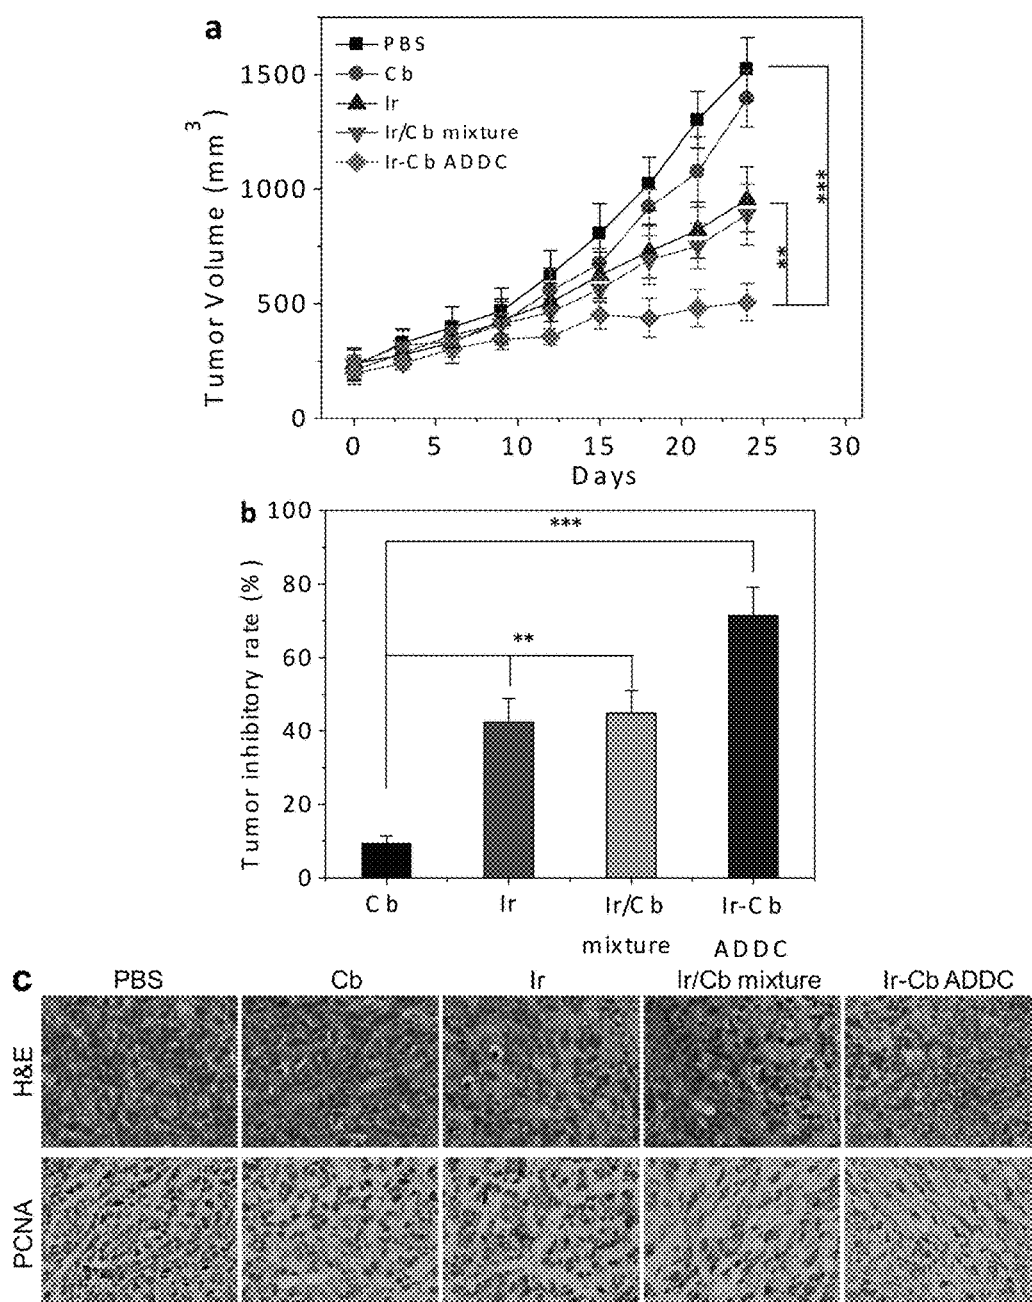 a
PBS
Cb
Ir
Ir/Cb mixture
Ir-Cb ADDC
Tumor Volume (mm³)
1500
1000
500
0
***
**
0 5 10 15 20 25 30
Days
b
Tumor inhibitory rate (%)
100
80
60
40
20
0
***
**
Cb Ir Ir/Cb mixture Ir-Cb ADDC
c
PBS Cb Ir Ir/Cb mixture Ir-Cb ADDC
H&E
PCNA